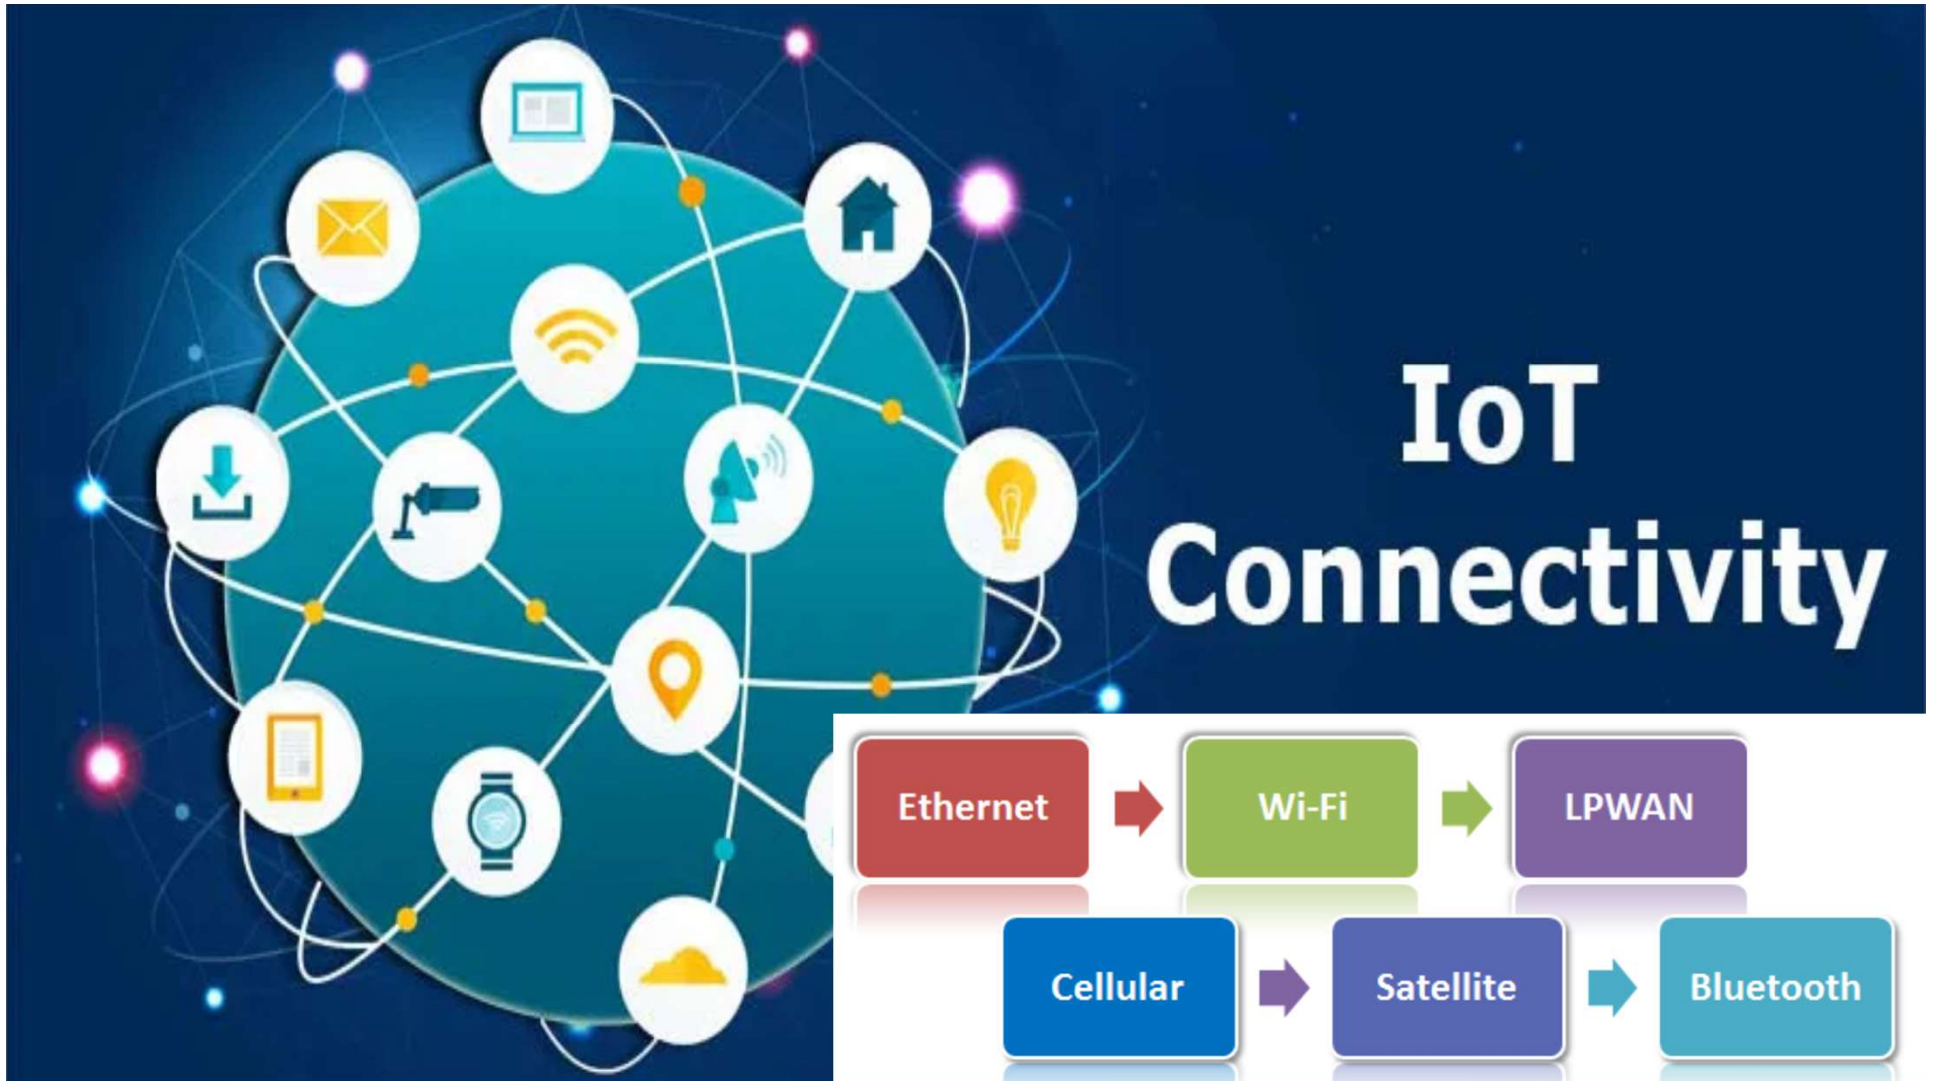 IoT
Connectivity
Ethernet
Wi-Fi
LPWAN
Cellular
Satellite
Bluetooth